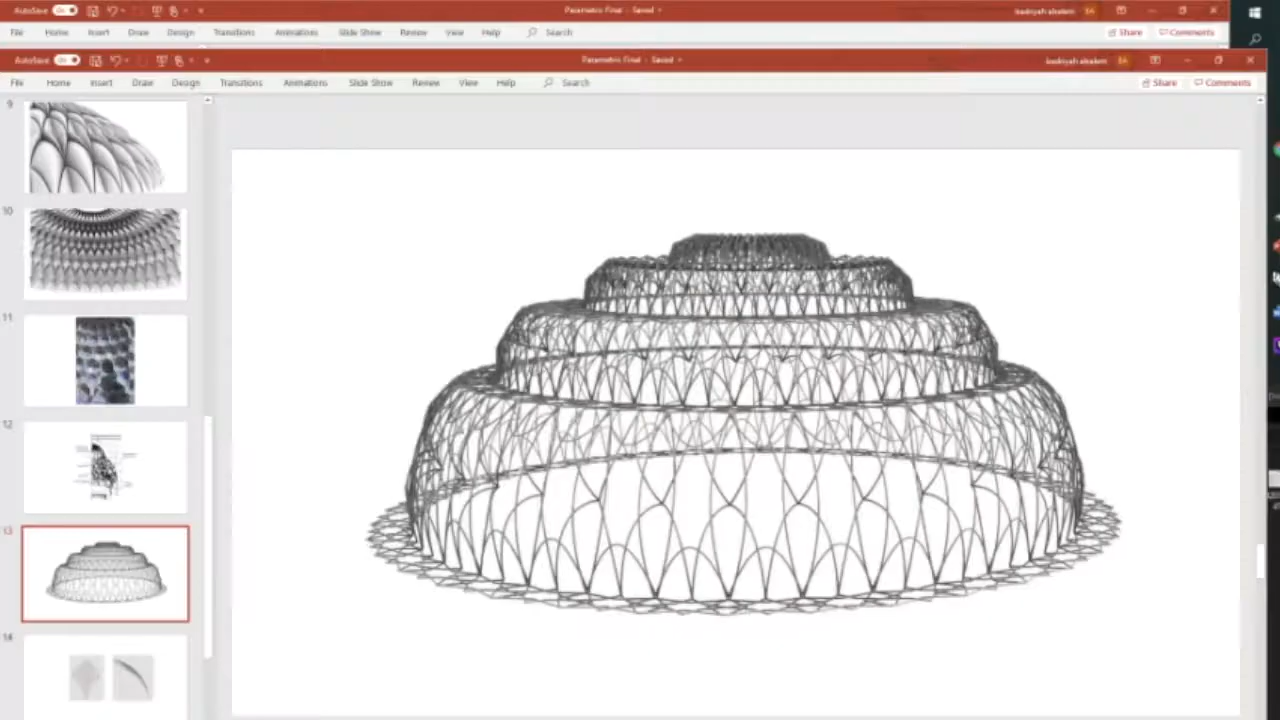 AutoSave On Parametric Final - Saved
File Home Insert Draw Design Transitions Animations Slide Show Review View Help Search Share Comments
AutoSave On Parametric Final - Saved
File Home Insert Draw Design Transitions Animations Slide Show Review View Help Search Share Comments
9
10
11
12
13
14